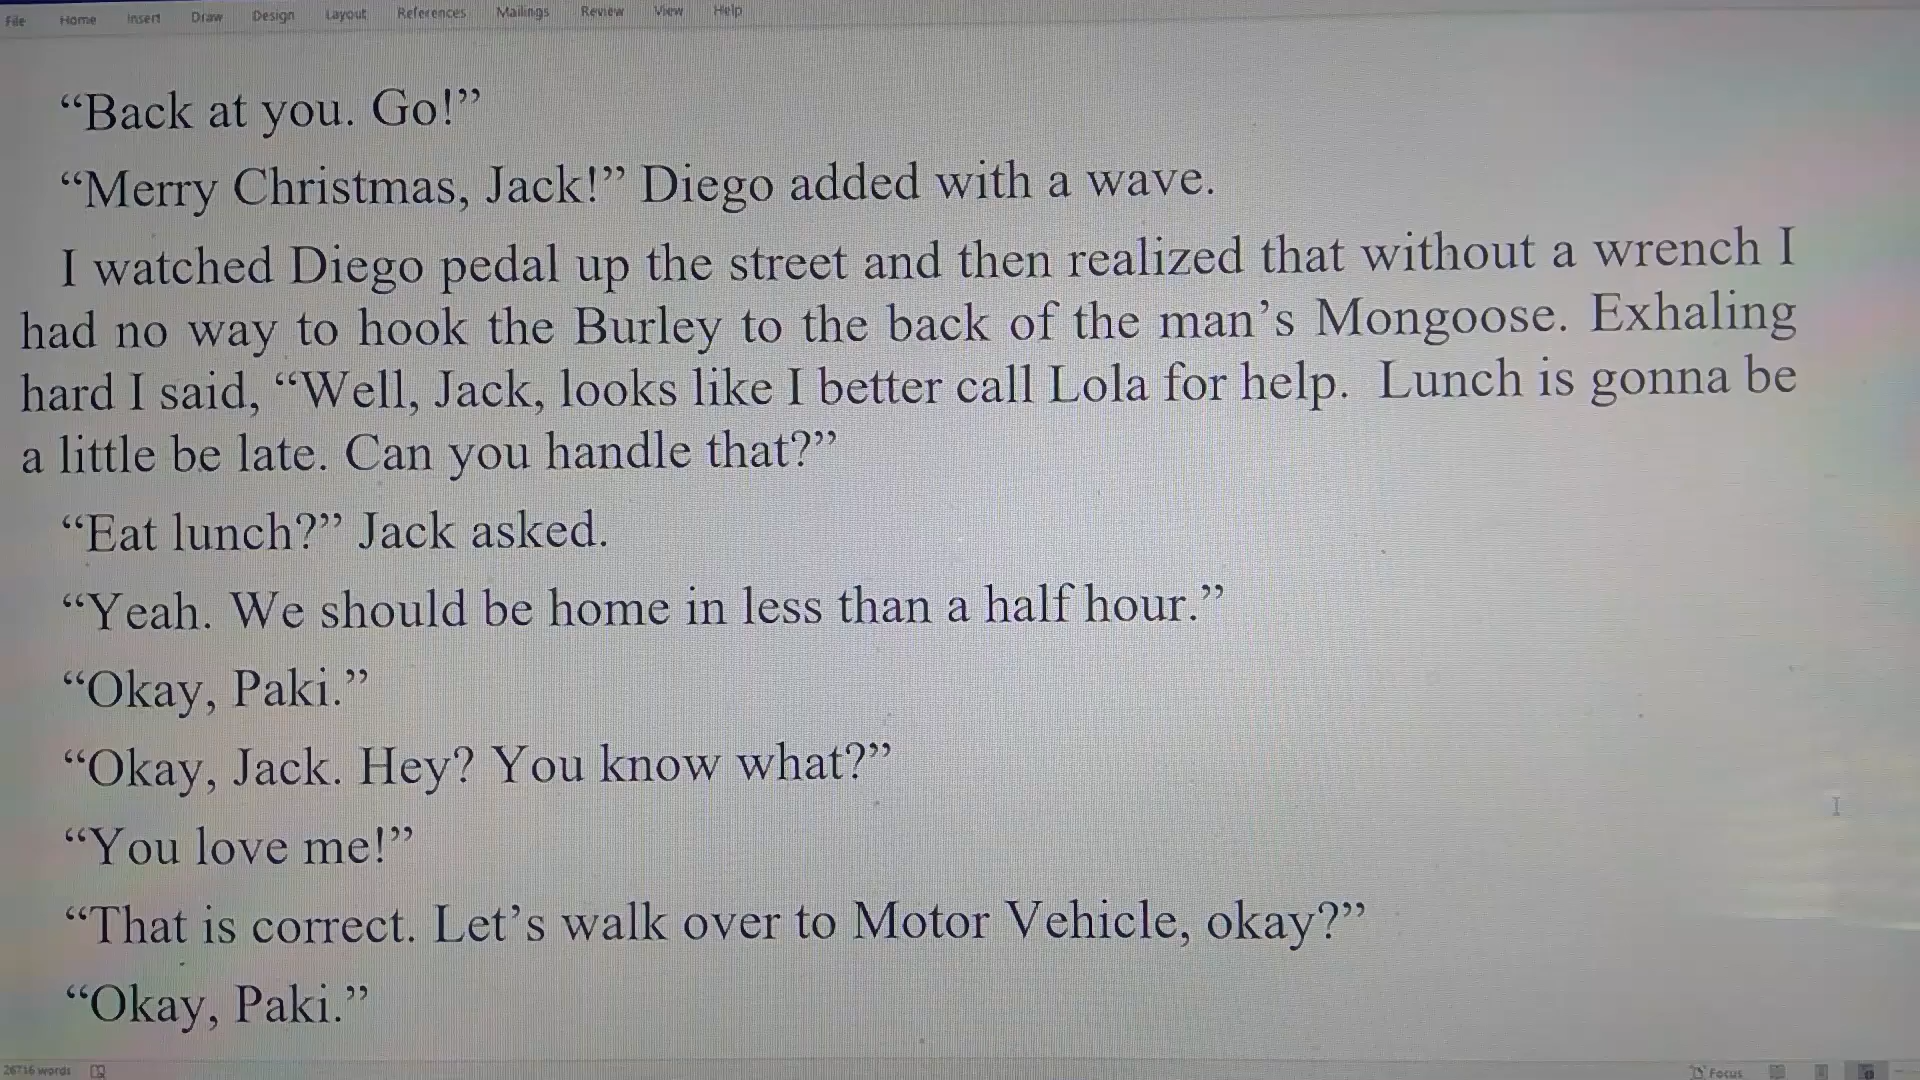 File Home Insert Draw Design Layout References Mailings Review View Help
“Back at you. Go!”
“Merry Christmas, Jack!” Diego added with a wave.
I watched Diego pedal up the street and then realized that without a wrench I
had no way to hook the Burley to the back of the man’s Mongoose. Exhaling
hard I said, “Well, Jack, looks like I better call Lola for help.  Lunch is gonna be
a little be late. Can you handle that?”
“Eat lunch?” Jack asked.
“Yeah. We should be home in less than a half hour.”
“Okay, Paki.”
“Okay, Jack. Hey? You know what?”
“You love me!”
“That is correct. Let’s walk over to Motor Vehicle, okay?”
“Okay, Paki.”
26716 words Focus